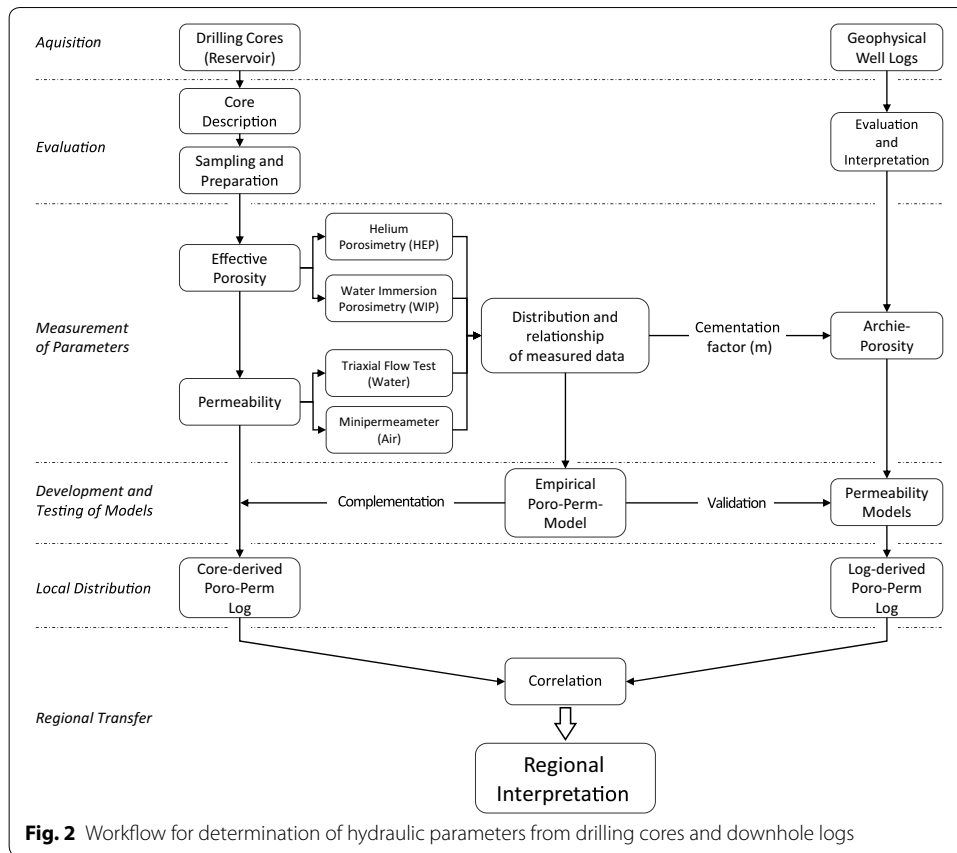 Aquisition
Drilling Cores
(Reservoir)
Geophysical
Well Logs
Evaluation
Core
Description
Sampling and
Preparation
Evaluation
and
Interpretation
Measurement
of Parameters
Effective
Porosity
Helium
Porosimetry (HEP)
Water Immersion
Porosimetry (WIP)
Permeability
Triaxial Flow Test
(Water)
Minipermeameter
(Air)
Distribution and
relationship
of measured data
Cementation
factor (m)
Archie-
Porosity
Development and
Testing of Models
Complementation
Empirical
Poro-Perm-
Model
Validation
Permeability
Models
Local Distribution
Core-derived
Poro-Perm
Log
Log-derived
Poro-Perm
Log
Regional Transfer
Correlation
Regional
Interpretation
Fig. 2 Workflow for determination of hydraulic parameters from drilling cores and downhole logs